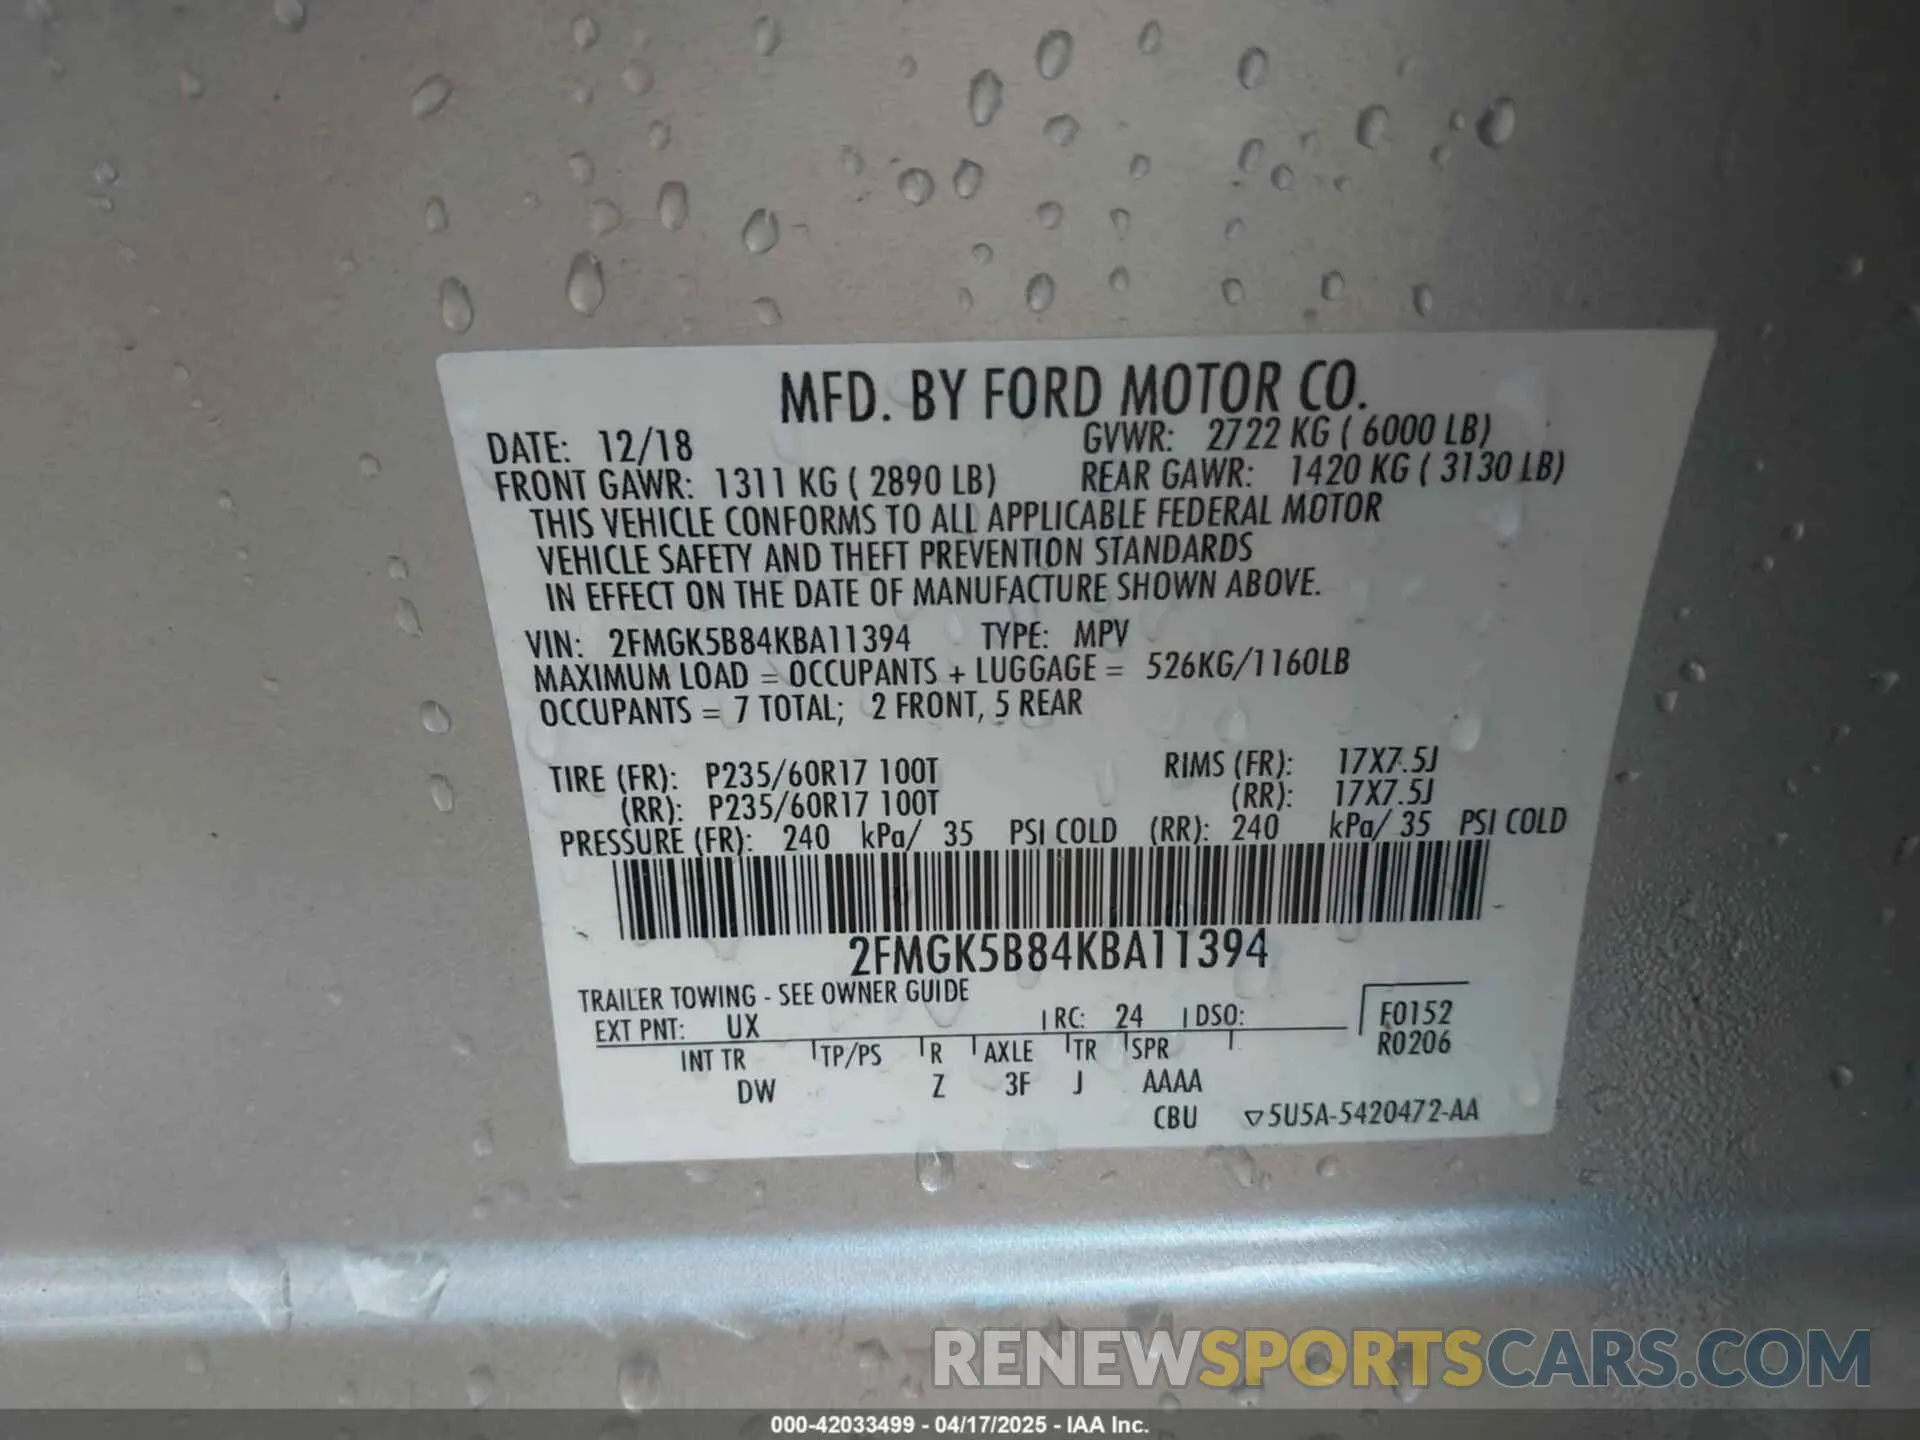 MFD. BY FORD MOTOR CO.
DATE: 12/18 GVWR: 2722 KG ( 6000 LB)
FRONT GAWR: 1311 KG ( 2890 LB) REAR GAWR: 1420 KG ( 3130 LB)
THIS VEHICLE CONFORMS TO ALL APPLICABLE FEDERAL MOTOR
VEHICLE SAFETY AND THEFT PREVENTION STANDARDS
IN EFFECT ON THE DATE OF MANUFACTURE SHOWN ABOVE.
VIN: 2FMGK5B84KBA11394 TYPE: MPV
MAXIMUM LOAD = OCCUPANTS + LUGGAGE = 526KG/1160LB
OCCUPANTS = 7 TOTAL; 2 FRONT, 5 REAR
TIRE (FR): P235/60R17 100T RIMS (FR): 17X7.5J
(RR): P235/60R17 100T (RR): 17X7.5J
PRESSURE (FR): 240 kPa/ 35 PSI COLD (RR): 240 kPa/ 35 PSI COLD
2FMGK5B84KBA11394
TRAILER TOWING - SEE OWNER GUIDE
EXT PNT: UX RC: 24 DSO: F0152
INT TR TP/PS R AXLE TR SPR R0206
DW Z 3F J AAAA
CBU ▽5U5A-5420472-AA
RENEWSPORTSCARS.COM
000-42033499 - 04/17/2025 - IAA Inc.